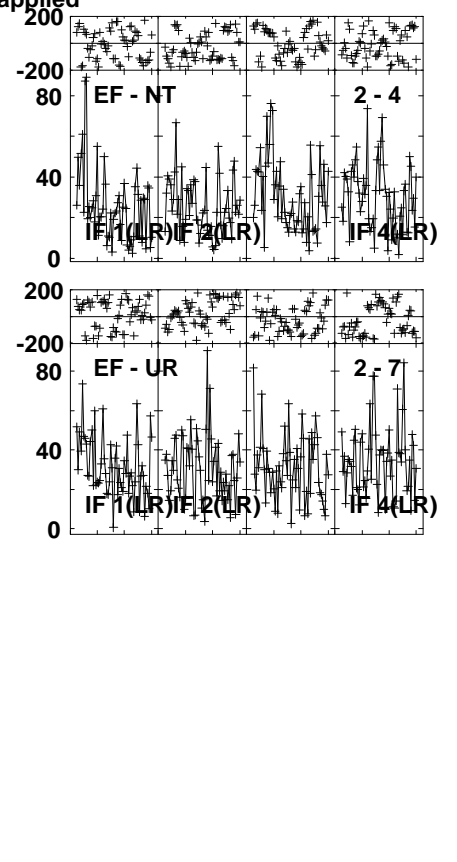 applied
200
-200
80 EF - NT 2 - 4
40
IF 1(LR) IF 2(LR) IF 4(LR)
0
200
-200
80 EF - UR 2 - 7
40
IF 1(LR) IF 2(LR) IF 4(LR)
0